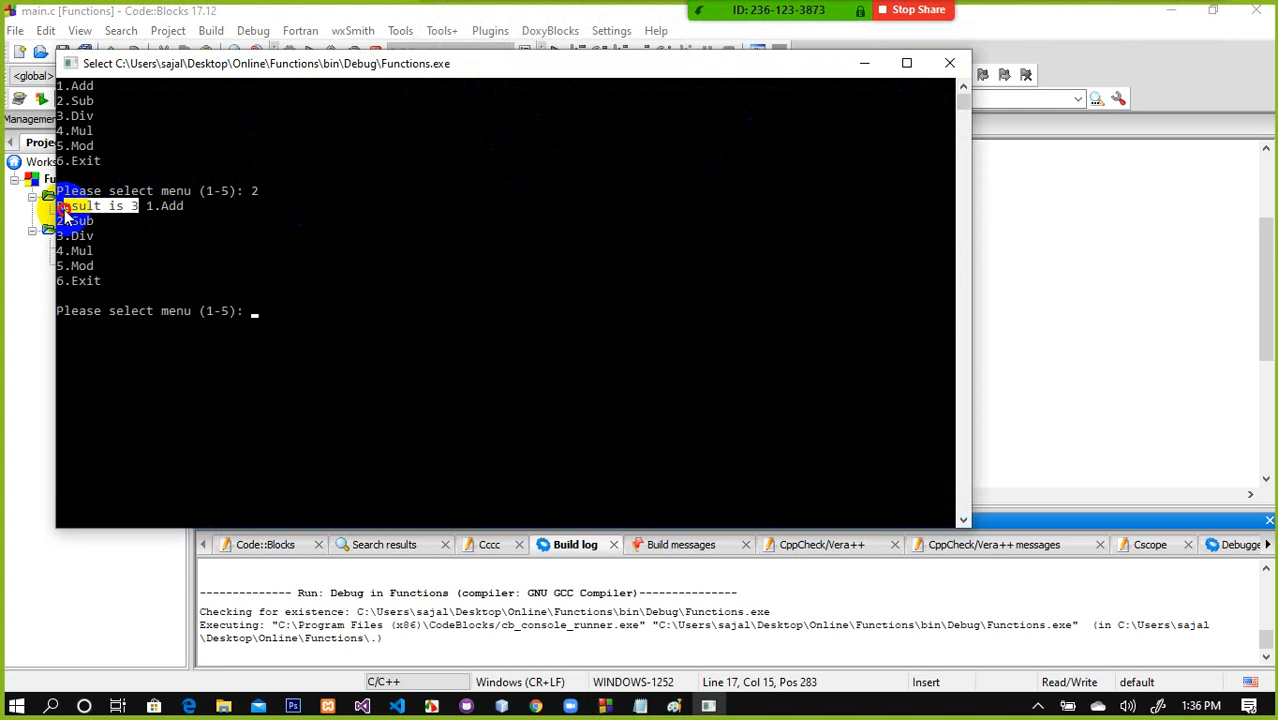 main.c [Functions] - Code::Blocks 17.12
ID: 236-123-3873
Stop Share
File Edit View Search Project Build Debug Fortran wxSmith Tools Tools+ Plugins DoxyBlocks Settings Help
<global>
Select C:\Users\sajal\Desktop\Online\Functions\bin\Debug\Functions.exe
Management
Projec
Works
Fu
1.Add
2.Sub
3.Div
4.Mul
5.Mod
6.Exit
Please select menu (1-5): 2
Result is 3 1.Add
2.Sub
3.Div
4.Mul
5.Mod
6.Exit
Please select menu (1-5):
Code::Blocks Search results Cccc Build log Build messages CppCheck/Vera++ CppCheck/Vera++ messages Cscope Debugge
-------------- Run: Debug in Functions (compiler: GNU GCC Compiler)---------------
Checking for existence: C:\Users\sajal\Desktop\Online\Functions\bin\Debug\Functions.exe
Executing: "C:\Program Files (x86)\CodeBlocks/cb_console_runner.exe" "C:\Users\sajal\Desktop\Online\Functions\bin\Debug\Functions.exe" (in C:\Users\sajal
\Desktop\Online\Functions\.)
C/C++ Windows (CR+LF) WINDOWS-1252 Line 17, Col 15, Pos 283 Insert Read/Write default
1:36 PM